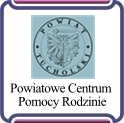 POWIAT
TUCHOLSKI
Powiatowe Centrum
Pomocy Rodzinie